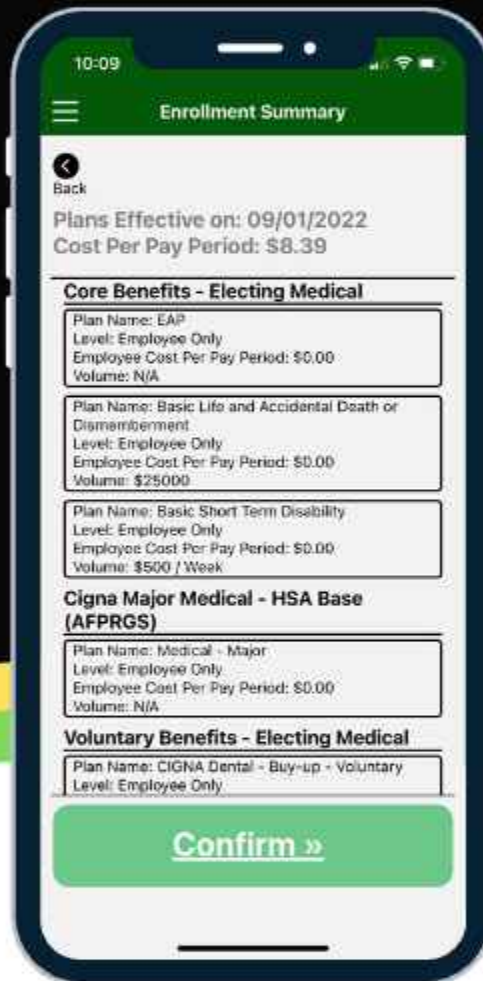 10:09
Enrollment Summary
Back
Plans Effective on: 09/01/2022
Cost Per Pay Period: $8.39
Core Benefits - Electing Medical
Plan Name: EAP
Level: Employee Only
Employee Cost Per Pay Period: $0.00
Volume: N/A
Plan Name: Basic Life and Accidental Death or
Dismemberment
Level: Employee Only
Employee Cost Per Pay Period: $0.00
Volume: $25000
Plan Name: Basic Short Term Disability
Level: Employee Only
Employee Cost Per Pay Period: $0.00
Volume: $500 / Week
Cigna Major Medical - HSA Base
(AFPRGS)
Plan Name: Medical - Major
Level: Employee Only
Employee Cost Per Pay Period: $0.00
Volume: N/A
Voluntary Benefits - Electing Medical
Plan Name: CIGNA Dental - Buy-up - Voluntary
Level: Employee Only
Confirm »